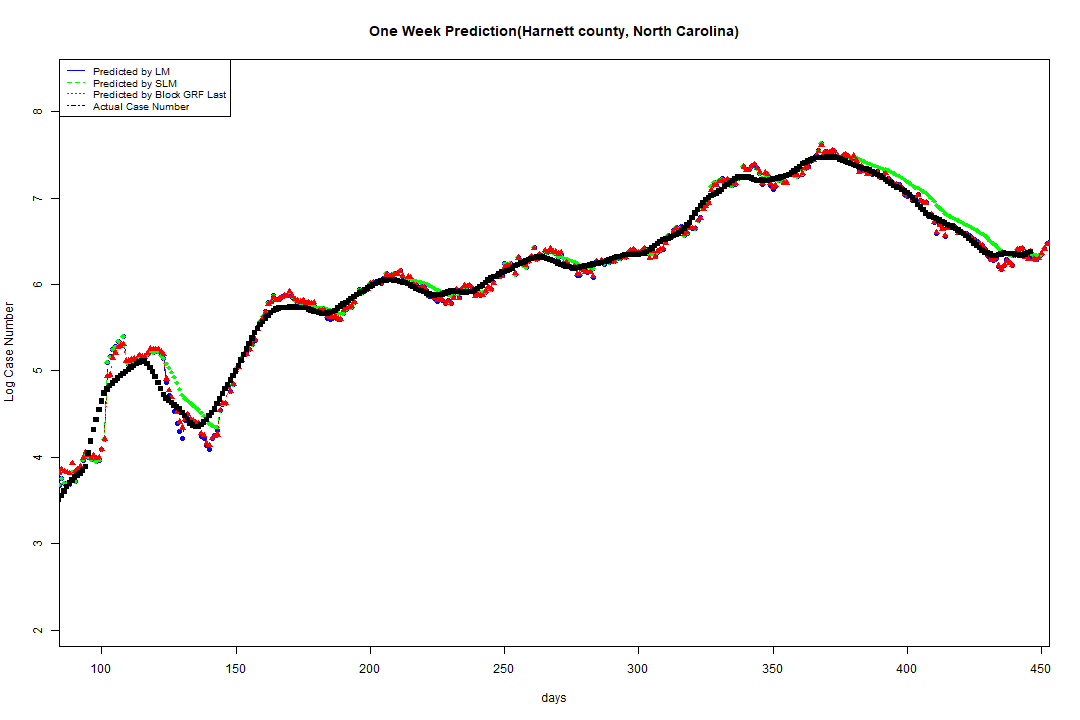 One Week Prediction(Harnett county, North Carolina)
Predicted by LM
Predicted by SLM
Predicted by Block GRF Last
Actual Case Number
8
7
6
5
4
3
2
Log Case Number
100 150 200 250 300 350 400 450
days